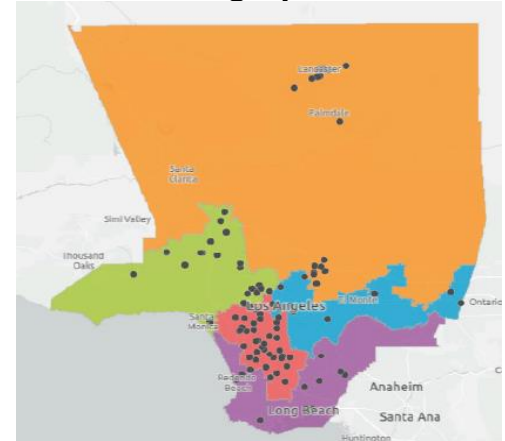 Lancaster
Palmdale
Santa
Clarita
Simi Valley
Thousand
Oaks
Los Angeles
El Monte
Ontario
Santa
Monica
Redondo
Beach
Anaheim
Long Beach
Santa Ana
Huntington